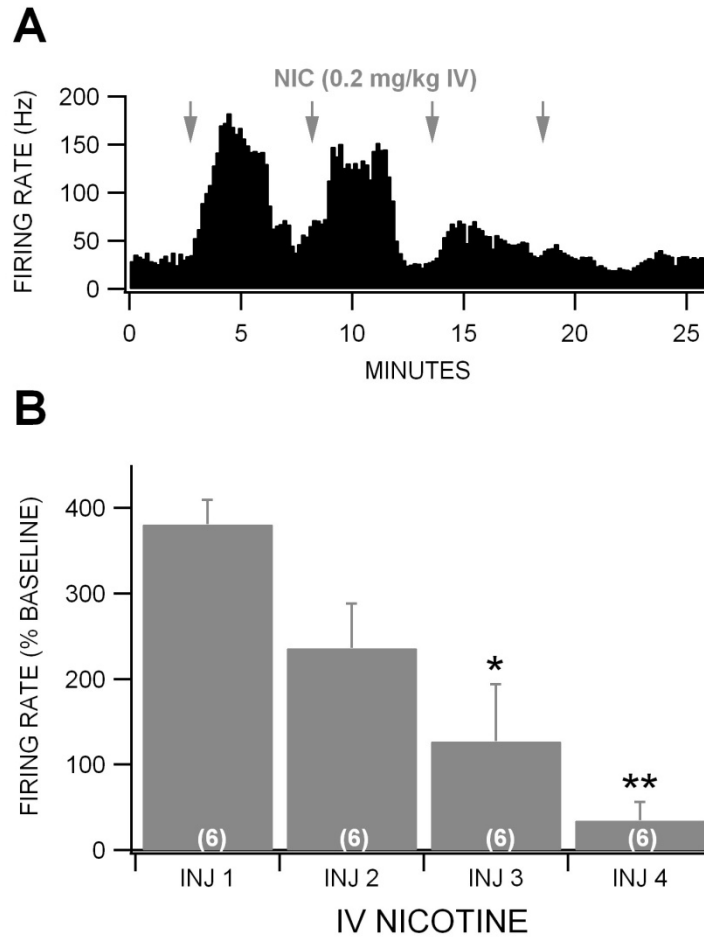 A
NIC (0.2 mg/kg IV)
FIRING RATE (Hz)
200
150
100
50
0
0 5 10 15 20 25
MINUTES
B
FIRING RATE (% BASELINE)
400
300
200
100
0
* 
**
(6) (6) (6) (6)
INJ 1 INJ 2 INJ 3 INJ 4
IV NICOTINE